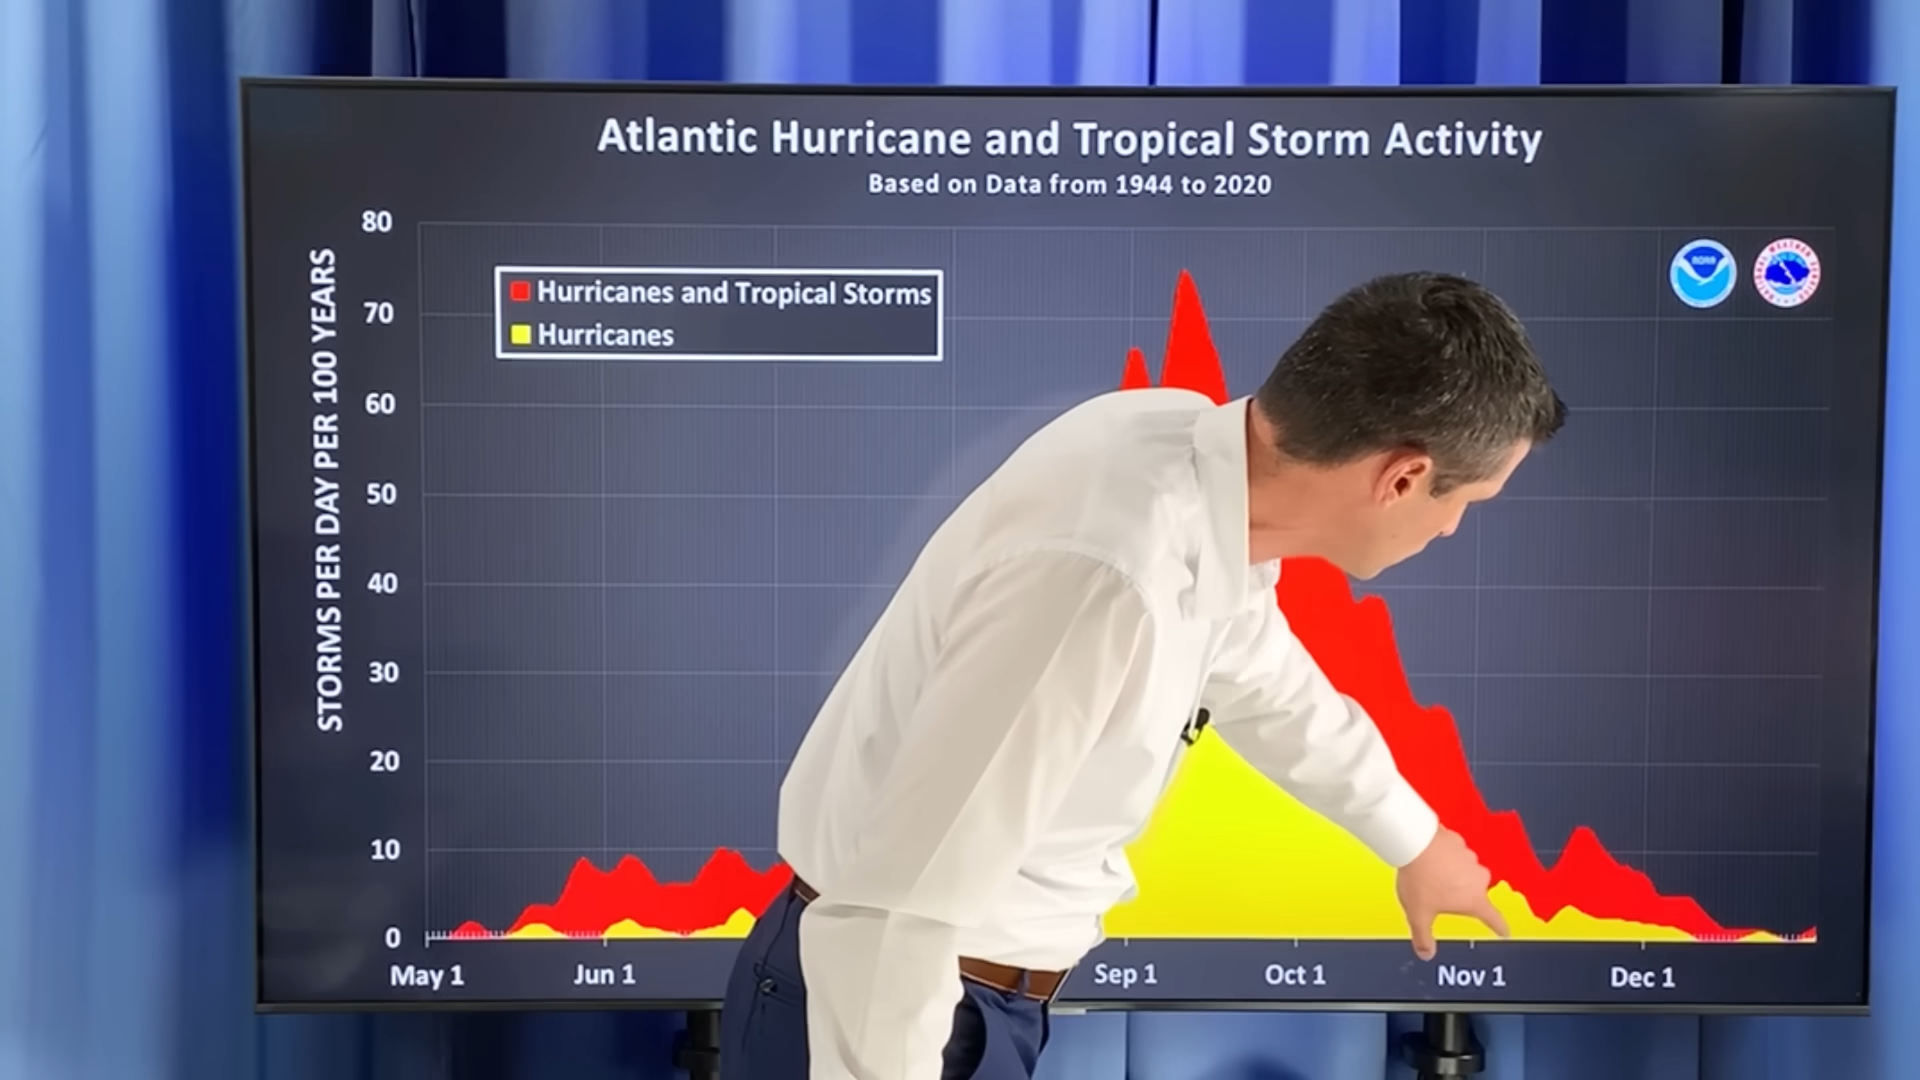 Atlantic Hurricane and Tropical Storm Activity
Based on Data from 1944 to 2020
STORMS PER DAY PER 100 YEARS
80
70
60
50
40
30
20
10
0
Hurricanes and Tropical Storms
Hurricanes
NOAA
May 1
Jun 1
Sep 1
Oct 1
Nov 1
Dec 1